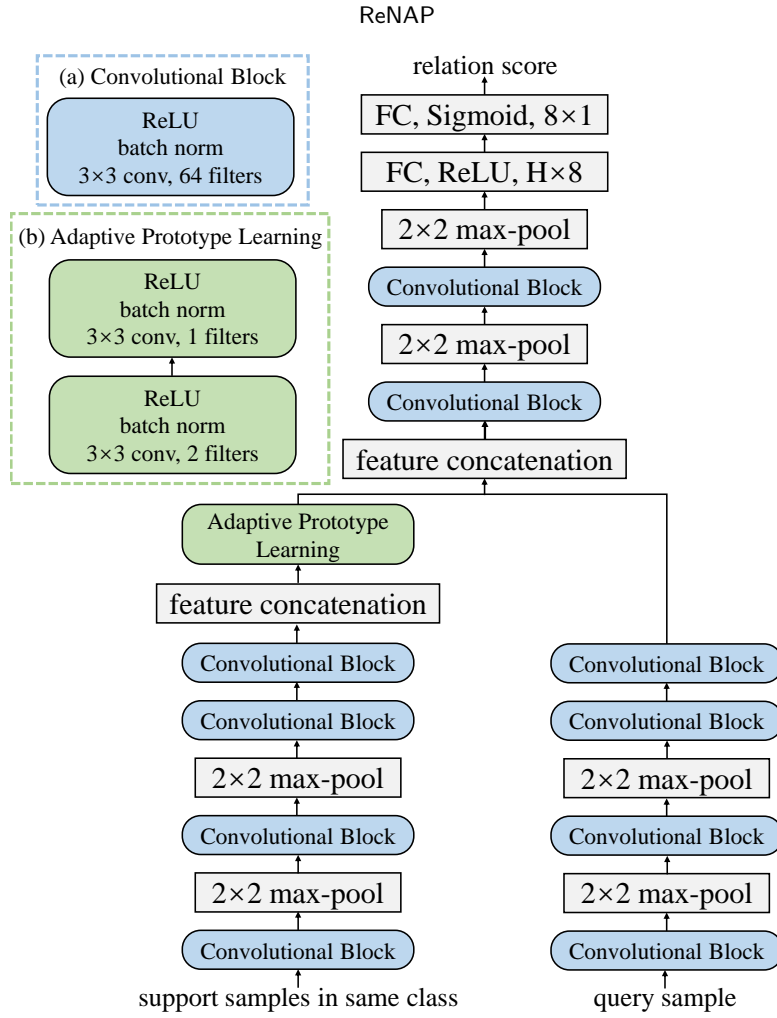 ReNAP
(a) Convolutional Block
ReLU
batch norm
3×3 conv, 64 filters
(b) Adaptive Prototype Learning
ReLU
batch norm
3×3 conv, 1 filters
ReLU
batch norm
3×3 conv, 2 filters
relation score
FC, Sigmoid, 8×1
FC, ReLU, H×8
2×2 max-pool
Convolutional Block
2×2 max-pool
Convolutional Block
feature concatenation
Adaptive Prototype
Learning
feature concatenation
Convolutional Block
Convolutional Block
2×2 max-pool
Convolutional Block
2×2 max-pool
Convolutional Block
support samples in same class
Convolutional Block
Convolutional Block
2×2 max-pool
Convolutional Block
2×2 max-pool
Convolutional Block
query sample